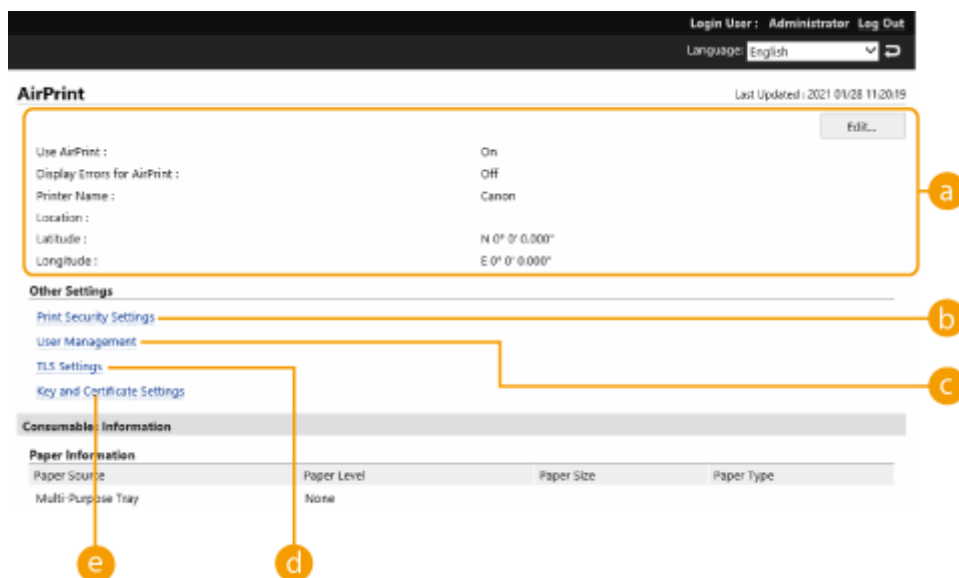 Login User : Administrator Log Out
Language: English
AirPrint
Last Updated : 2021 01/28 11:20:19
Edit...
Use AirPrint : On
Display Errors for AirPrint : Off
Printer Name : Canon
Location :
Latitude : N 0° 0' 0.000"
Longitude : E 0° 0' 0.000"
a
Other Settings
Print Security Settings
b
User Management
TLS Settings
c
Key and Certificate Settings
Consumables Information
Paper Information
Paper Source Paper Level Paper Size Paper Type
Multi-Purpose Tray None
e d